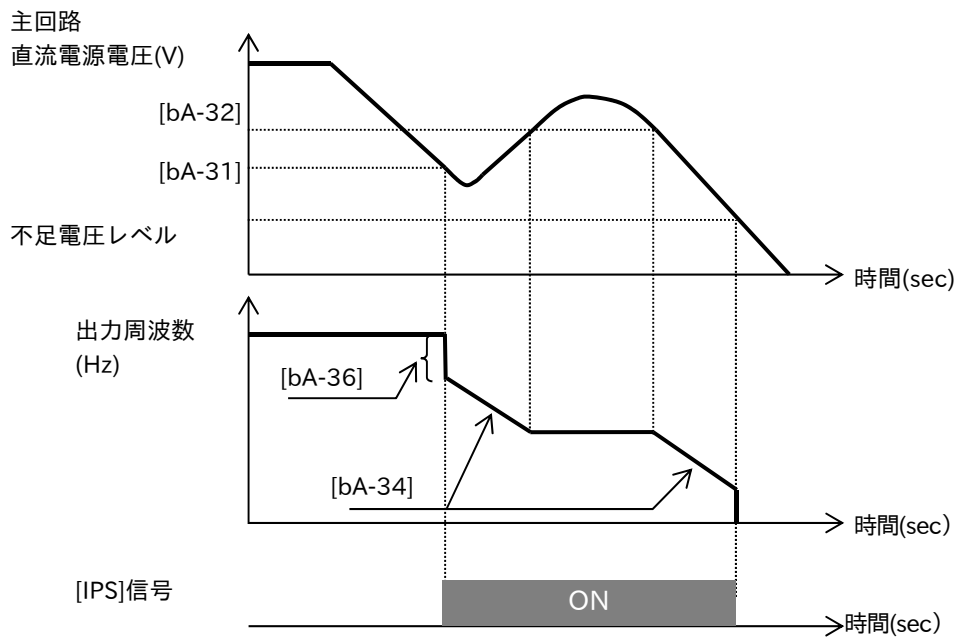 主回路
直流電源電圧(V)
[bA-32]
[bA-31]
不足電圧レベル
時間(sec)
出力周波数
(Hz)
[bA-36]
[bA-34]
時間(sec）
[IPS]信号
ON
時間(sec）